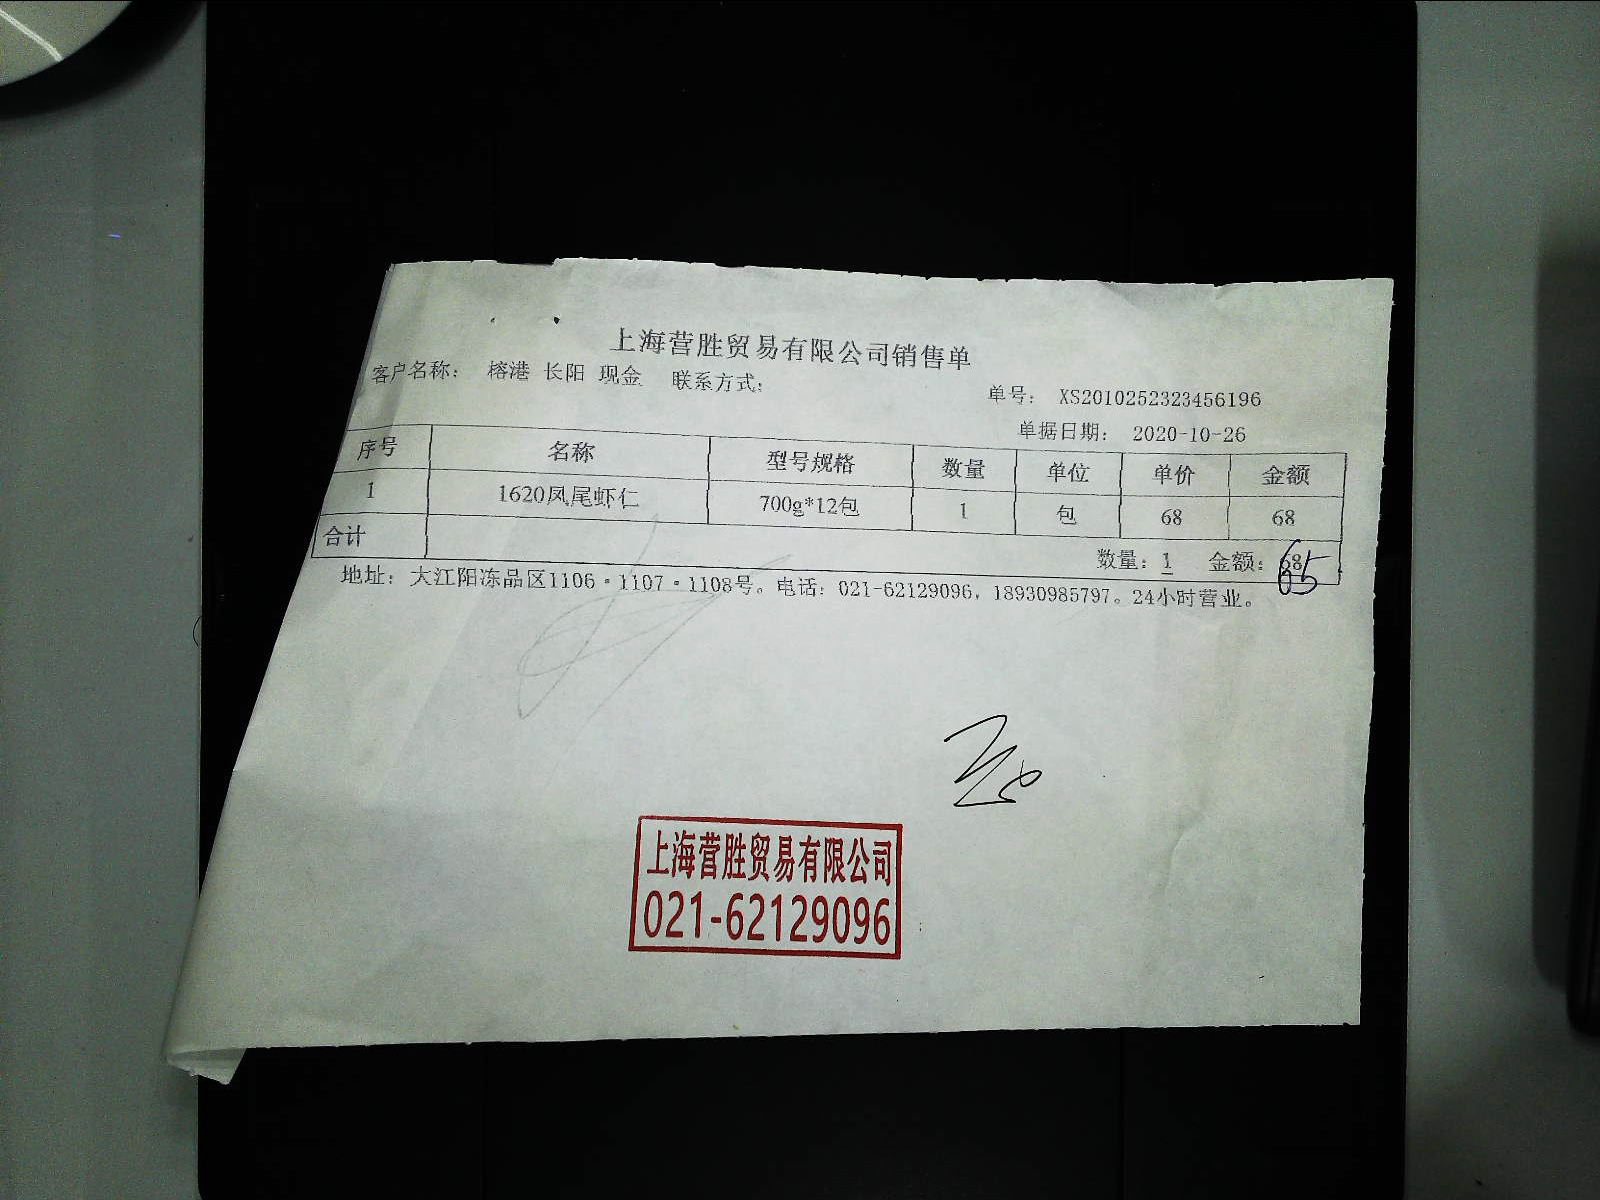 上海营胜贸易有限公司销售单
客户名称： 榕港 长阳 现金 联系方式：
单号： XS2010252323456196
单据日期： 2020-10-26
序号 名称 型号规格 数量 单位 单价 金额
1 1620凤尾虾仁 700g*12包 1 包 68 68
合计 数量：1 金额：68
65
地址：大江阳冻品区1106·1107·1108号。电话：021-62129096，18930985797。24小时营业。
上海营胜贸易有限公司
021-62129096